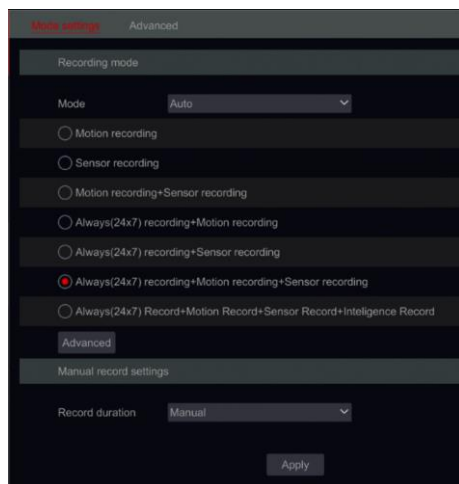 Mode settings Advanced
Recording mode
Mode Auto
Motion recording
Sensor recording
Motion recording+Sensor recording
Always(24x7) recording+Motion recording
Always(24x7) recording+Sensor recording
Always(24x7) recording+Motion recording+Sensor recording
Always(24x7) Record+Motion Record+Sensor Record+Inteligence Record
Advanced
Manual record settings
Record duration Manual
Apply